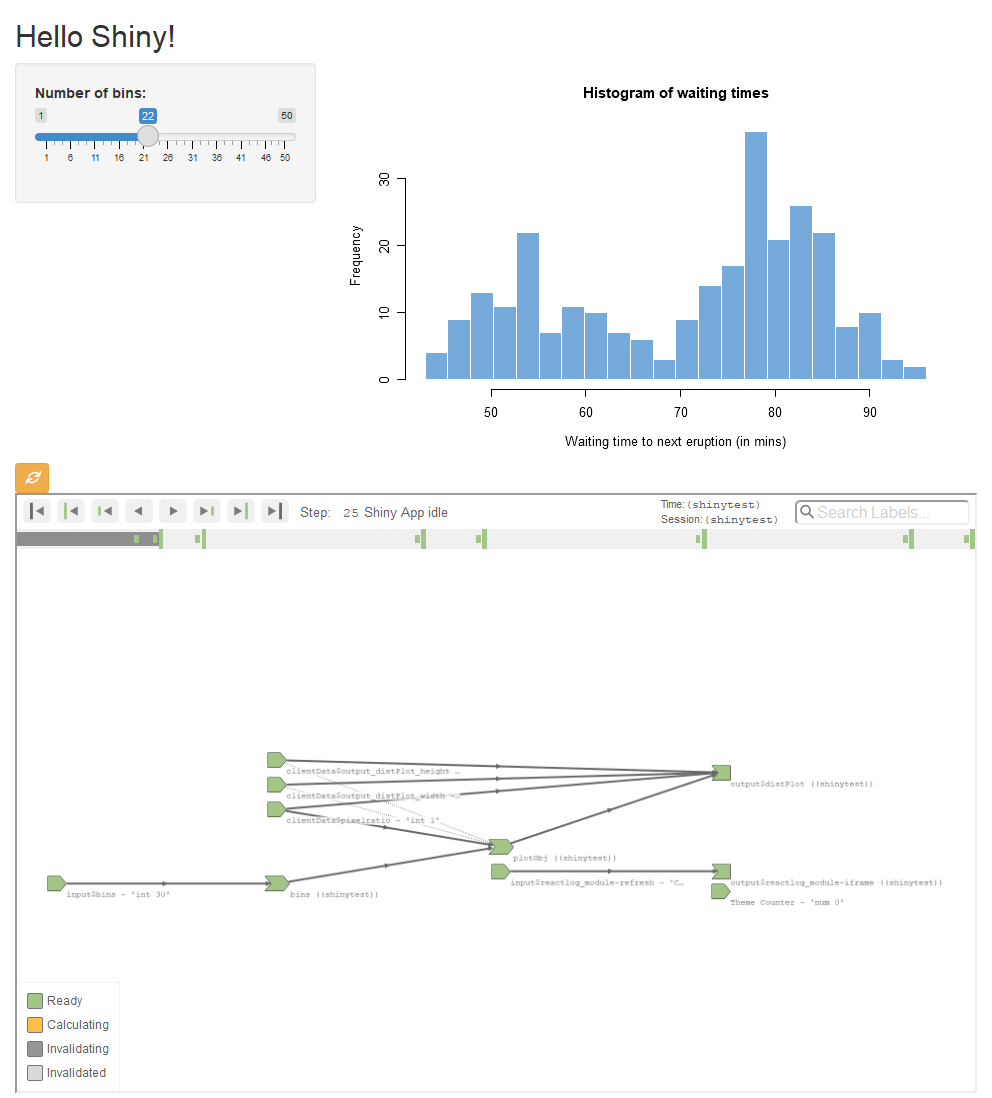 Hello Shiny!
Number of bins:
1 22 50
1 6 11 16 21 26 31 36 41 46 50
Histogram of waiting times
Frequency
0 10 20 30
50 60 70 80 90
Waiting time to next eruption (in mins)
Step: 25 Shiny App idle
Time: (shinytest)
Session: (shinytest)
Search Labels...
clientData$output_distPlot_height …
output$distPlot ((shinytest))
clientData$output_distPlot_width -…
clientData$pixelratio - 'int 1'
plotObj ((shinytest))
input$reactlog_module-refresh - 'C…
output$reactlog_module-iframe ((shinytest))
input$bins - 'int 30'
bins ((shinytest))
Theme Counter - 'num 0'
Ready
Calculating
Invalidating
Invalidated